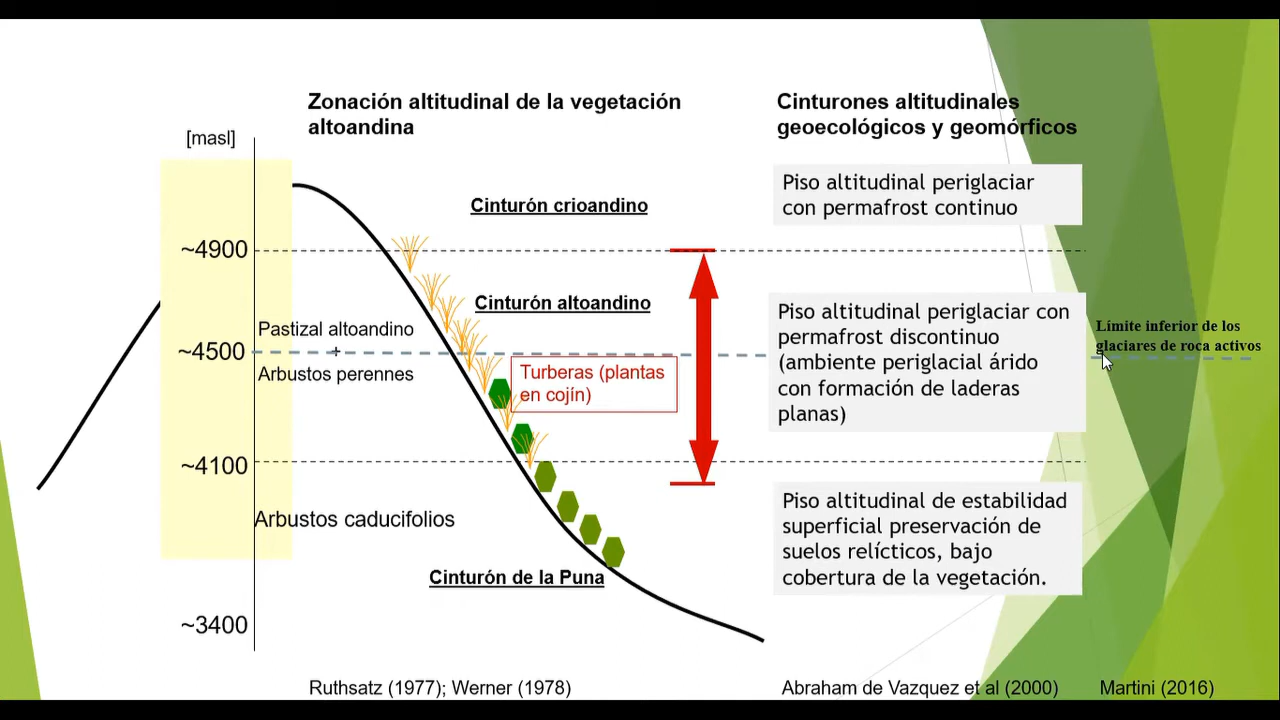 Zonación altitudinal de la vegetación
altoandina
Cinturones altitudinales
geoecológicos y geomórficos
[masl]
Piso altitudinal periglaciar
con permafrost continuo
Cinturón crioandino
~4900
Cinturón altoandino
Piso altitudinal periglaciar con
permafrost discontinuo
(ambiente periglacial árido
con formación de laderas
planas)
Límite inferior de los
glaciares de roca activos
Pastizal altoandino
~4500
Arbustos perennes
Turberas (plantas
en cojín)
~4100
Arbustos caducifolios
Piso altitudinal de estabilidad
superficial preservación de
suelos relícticos, bajo
cobertura de la vegetación.
Cinturón de la Puna
~3400
Ruthsatz (1977); Werner (1978)
Abraham de Vazquez et al (2000)
Martini (2016)